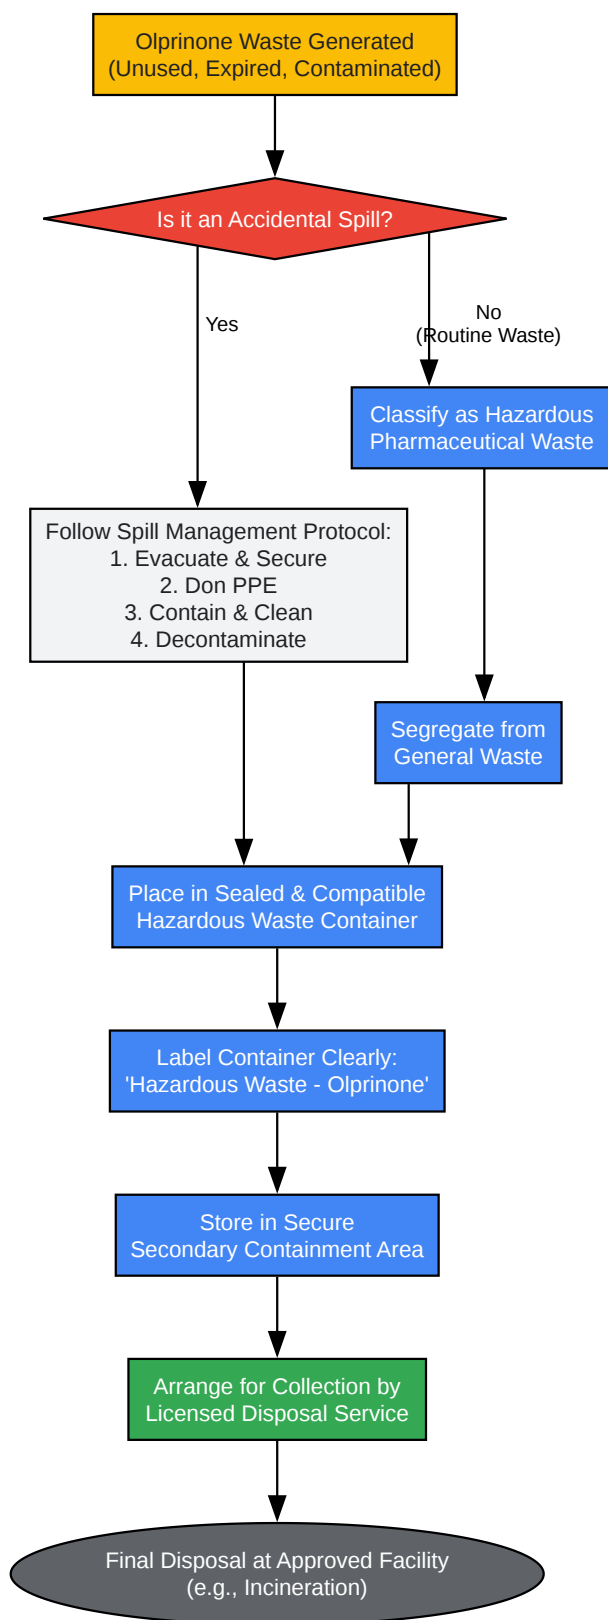 Olprinone Waste Generated
(Unused, Expired, Contaminated)
Is it an Accidental Spill?
Yes
No
(Routine Waste)
Classify as Hazardous
Pharmaceutical Waste
Follow Spill Management Protocol:
1. Evacuate & Secure
2. Don PPE
3. Contain & Clean
4. Decontaminate
Segregate from
General Waste
Place in Sealed & Compatible
Hazardous Waste Container
Label Container Clearly:
'Hazardous Waste - Olprinone'
Store in Secure
Secondary Containment Area
Arrange for Collection by
Licensed Disposal Service
Final Disposal at Approved Facility
(e.g., Incineration)